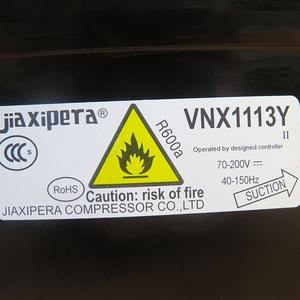 jiaxipera®
VNX1113Y
II
R600a
Operated by designed controller
70-200V
40-150Hz
CCC
RoHS
SUCTION
Caution: risk of fire
JIAXIPERA COMPRESSOR CO.,LTD